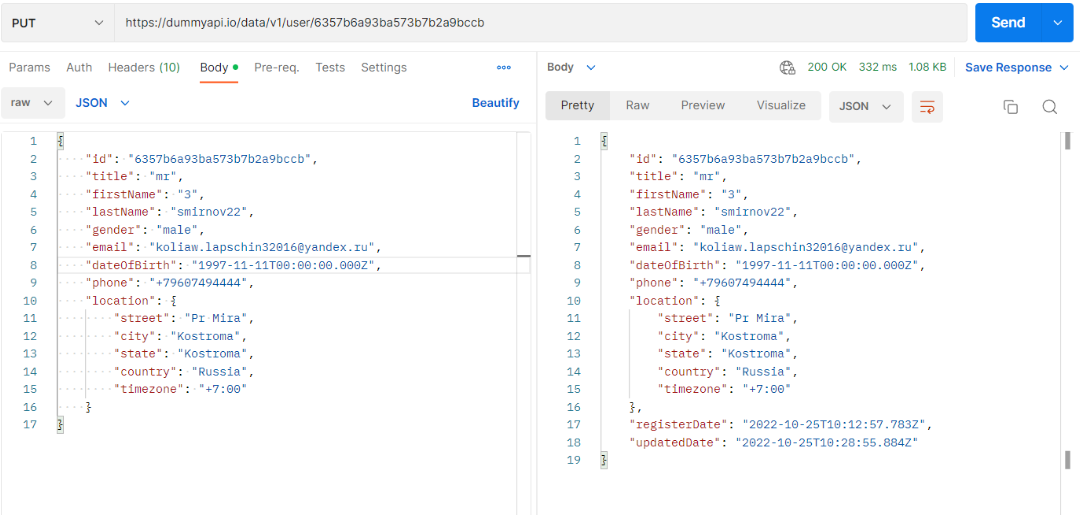 PUT https://dummyapi.io/data/v1/user/6357b6a93ba573b7b2a9bccb Send
Params Auth Headers (10) Body Pre-req. Tests Settings
raw JSON Beautify
1 {
2 "id": "6357b6a93ba573b7b2a9bccb",
3 "title": "mr",
4 "firstName": "3",
5 "lastName": "smirnov22",
6 "gender": "male",
7 "email": "koliaw.lapschin32016@yandex.ru",
8 "dateOfBirth": "1997-11-11T00:00:00.000Z",
9 "phone": "+79607494444",
10 "location": {
11 "street": "Pr Mira",
12 "city": "Kostroma",
13 "state": "Kostroma",
14 "country": "Russia",
15 "timezone": "+7:00"
16 }
17 }
Body 200 OK 332 ms 1.08 KB Save Response
Pretty Raw Preview Visualize JSON
1 {
2 "id": "6357b6a93ba573b7b2a9bccb",
3 "title": "mr",
4 "firstName": "3",
5 "lastName": "smirnov22",
6 "gender": "male",
7 "email": "koliaw.lapschin32016@yandex.ru",
8 "dateOfBirth": "1997-11-11T00:00:00.000Z",
9 "phone": "+79607494444",
10 "location": {
11 "street": "Pr Mira",
12 "city": "Kostroma",
13 "state": "Kostroma",
14 "country": "Russia",
15 "timezone": "+7:00"
16 },
17 "registerDate": "2022-10-25T10:12:57.783Z",
18 "updatedDate": "2022-10-25T10:28:55.884Z"
19 }